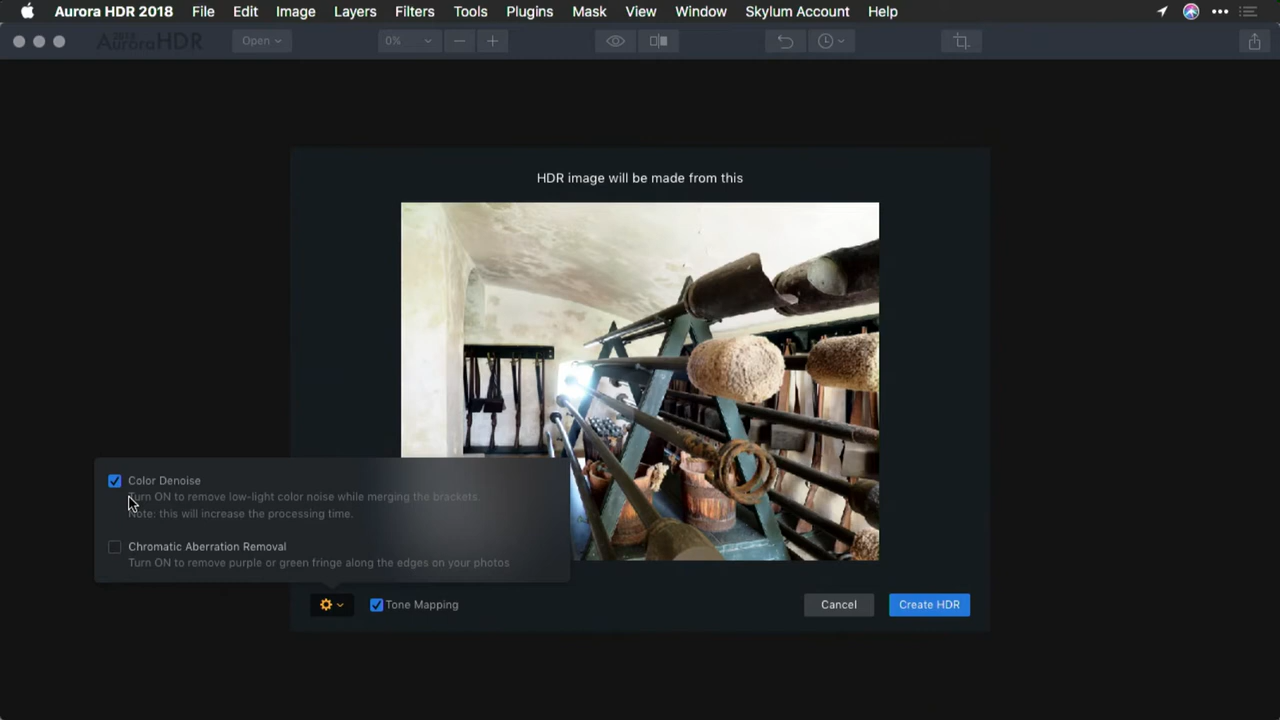 Aurora HDR 2018 File Edit Image Layers Filters Tools Plugins Mask View Window Skylum Account Help
2018
AuroraHDR Open 0%
HDR image will be made from this
Color Denoise
Turn ON to remove low-light color noise while merging the brackets.
Note: this will increase the processing time.
Chromatic Aberration Removal
Turn ON to remove purple or green fringe along the edges on your photos
Tone Mapping Cancel Create HDR